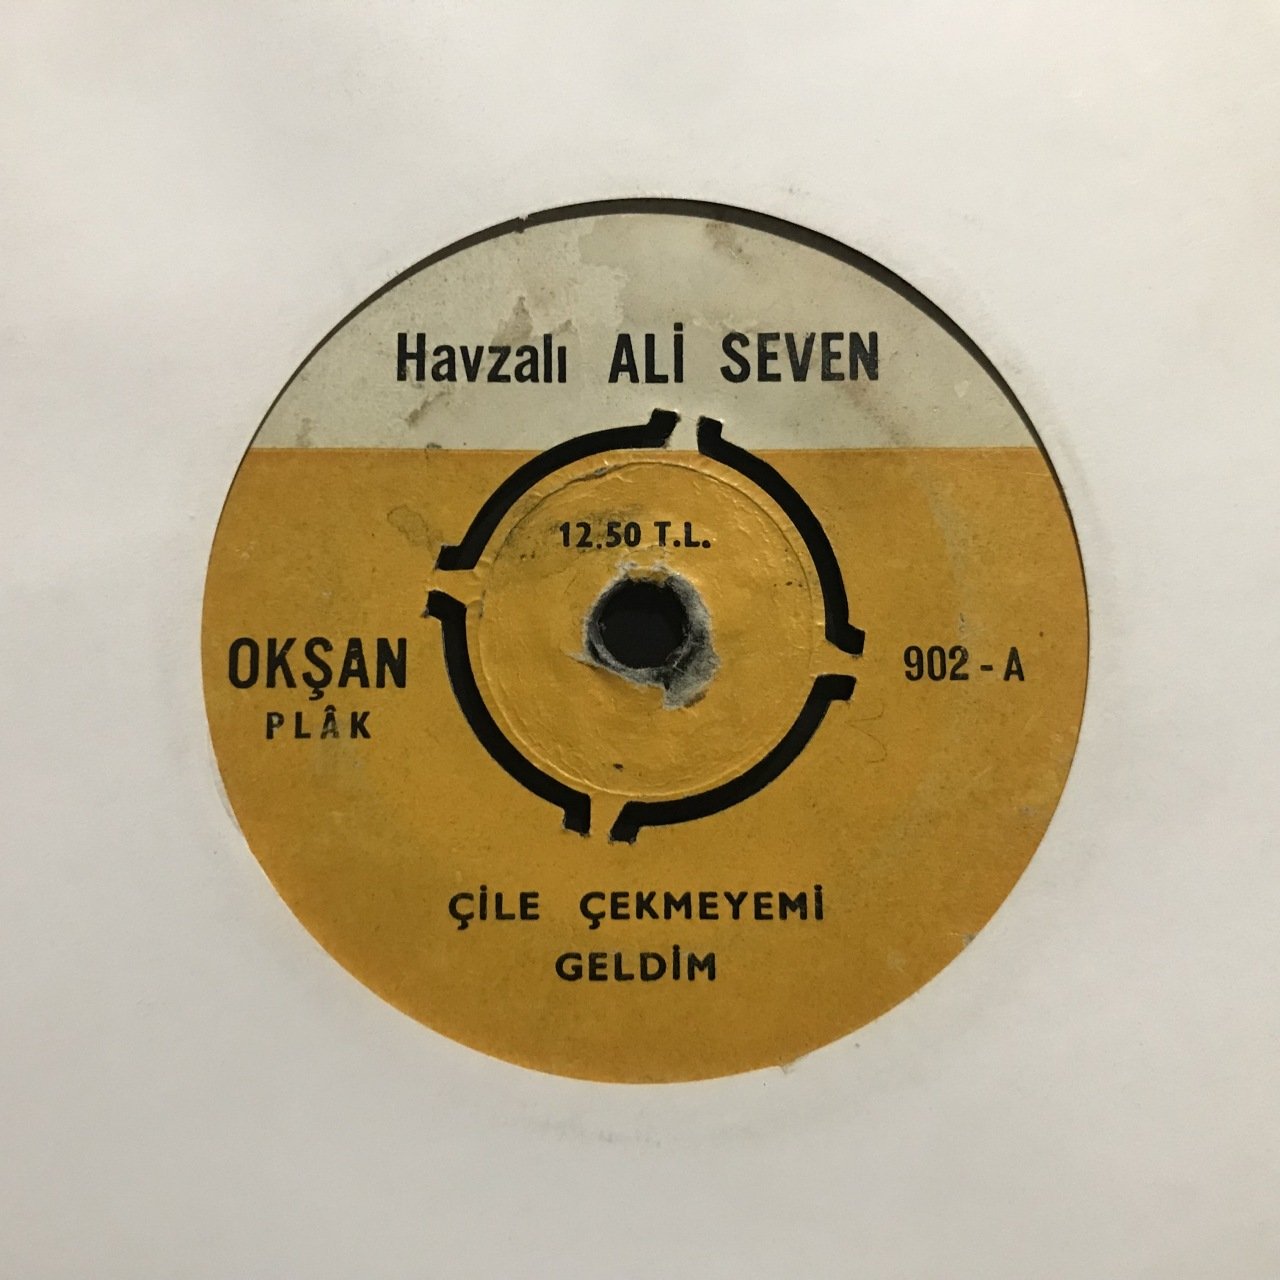 Havzalı ALİ SEVEN
12.50 T.L.
OKŞAN
PLÂK
902 - A
ÇİLE ÇEKMEYEMİ
GELDİM